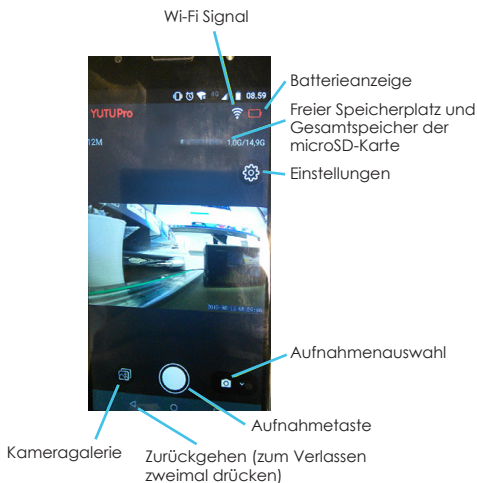 Wi-Fi Signal
08.59
Batterieanzeige
YUTUPro
Freier Speicherplatz und
Gesamtspeicher der
microSD-Karte
12M
1,0G/14,9G
Einstellungen
Aufnahmenauswahl
Aufnahmetaste
Kameragalerie
Zurückgehen (zum Verlassen
zweimal drücken)